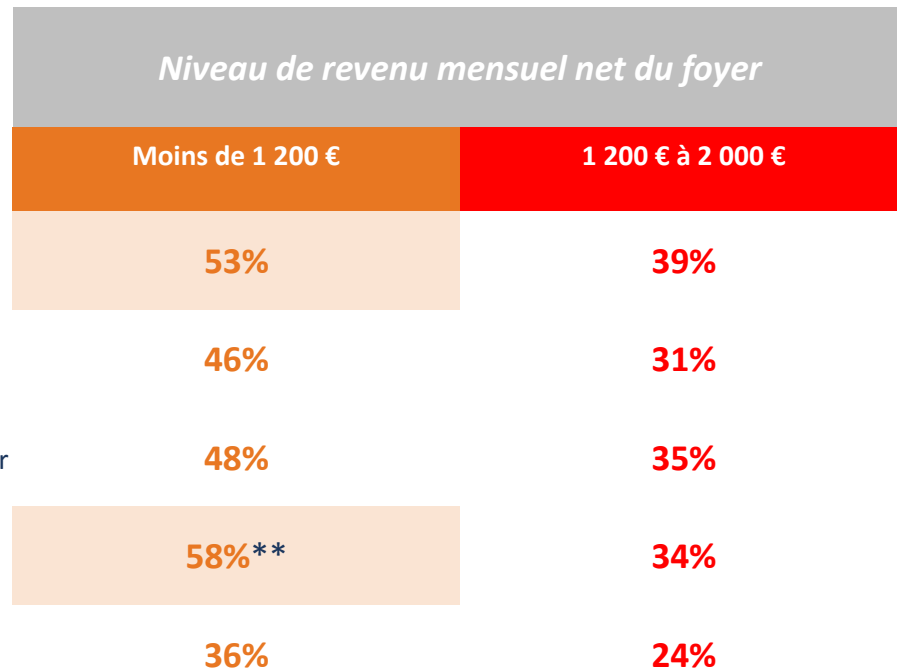 Niveau de revenu mensuel net du foyer
Moins de 1 200 € 1 200 € à 2 000 €
53% 39%
46% 31%
r 48% 35%
58%** 34%
36% 24%